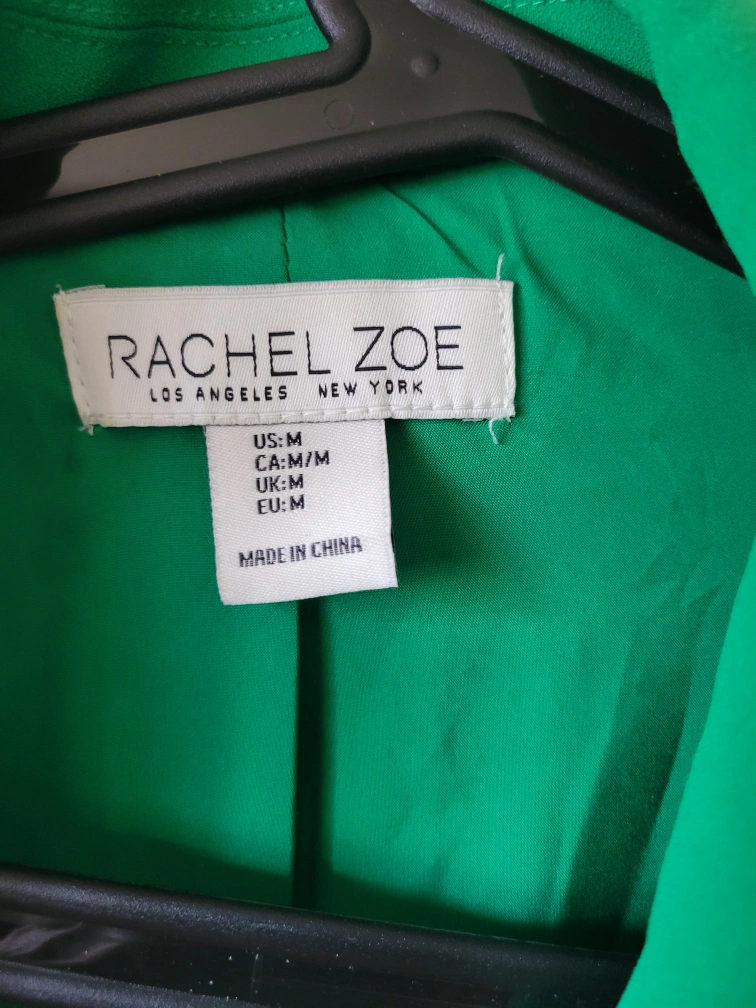 RACHEL ZOE
LOS ANGELES NEW YORK
US:M
CA:M/M
UK:M
EU:M
MADE IN CHINA